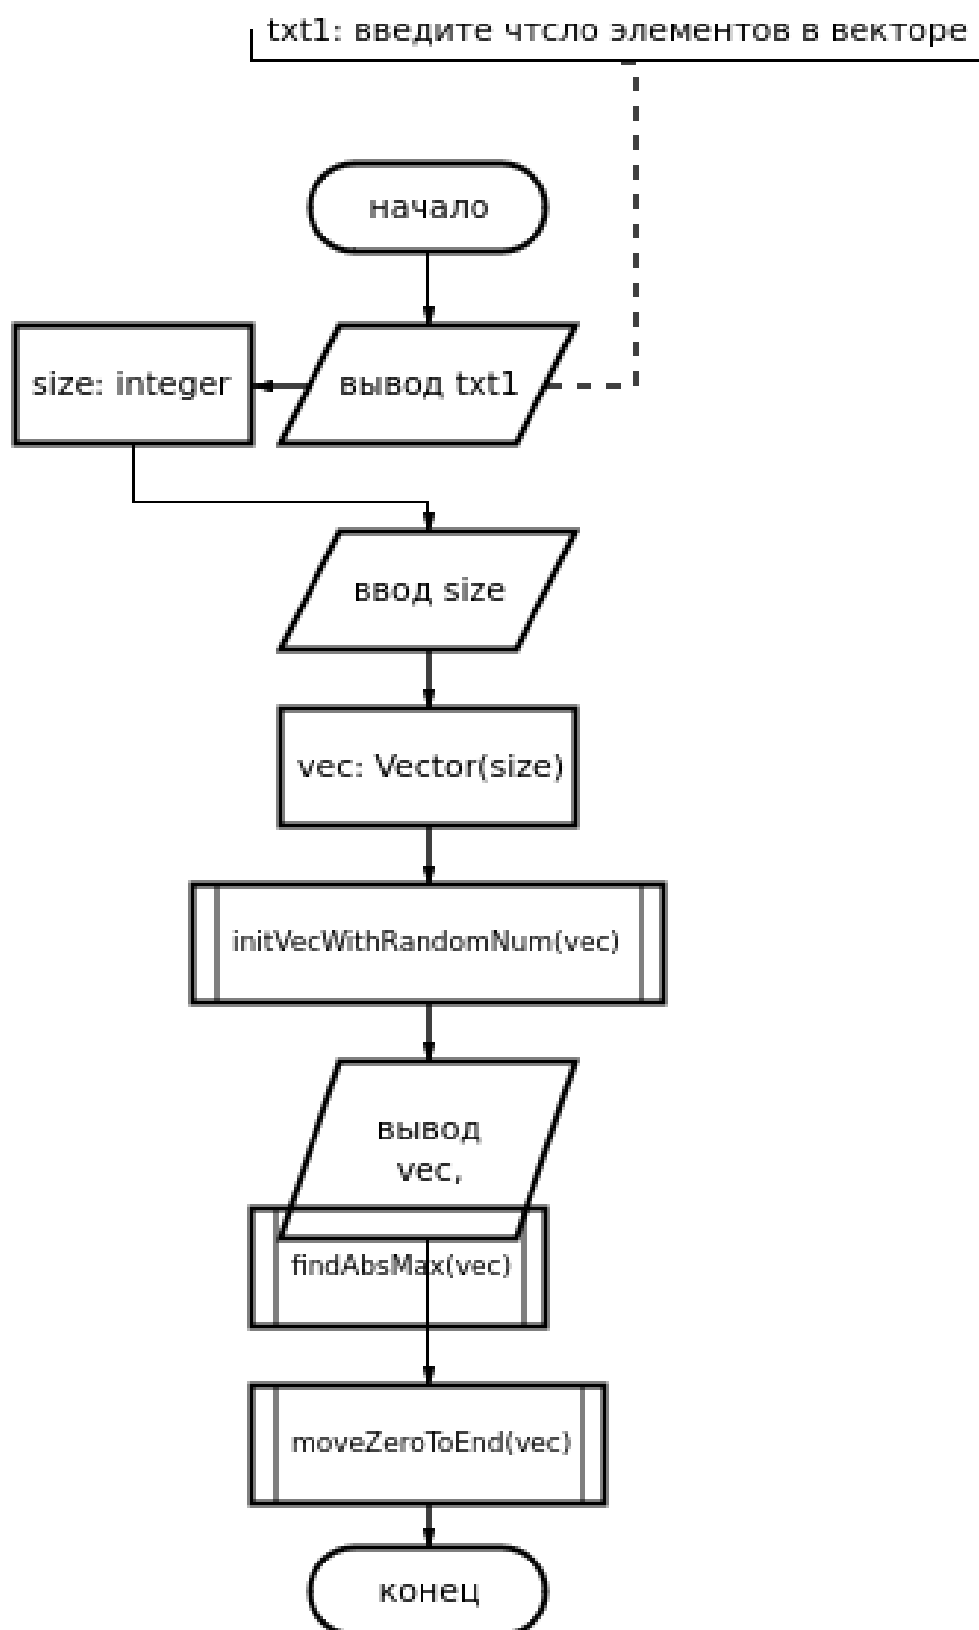 txt1: введите чтсло элементов в векторе
начало
size: integer
вывод txt1
ввод size
vec: Vector(size)
initVecWithRandomNum(vec)
вывод
vec,
findAbsMax(vec)
moveZeroToEnd(vec)
конец